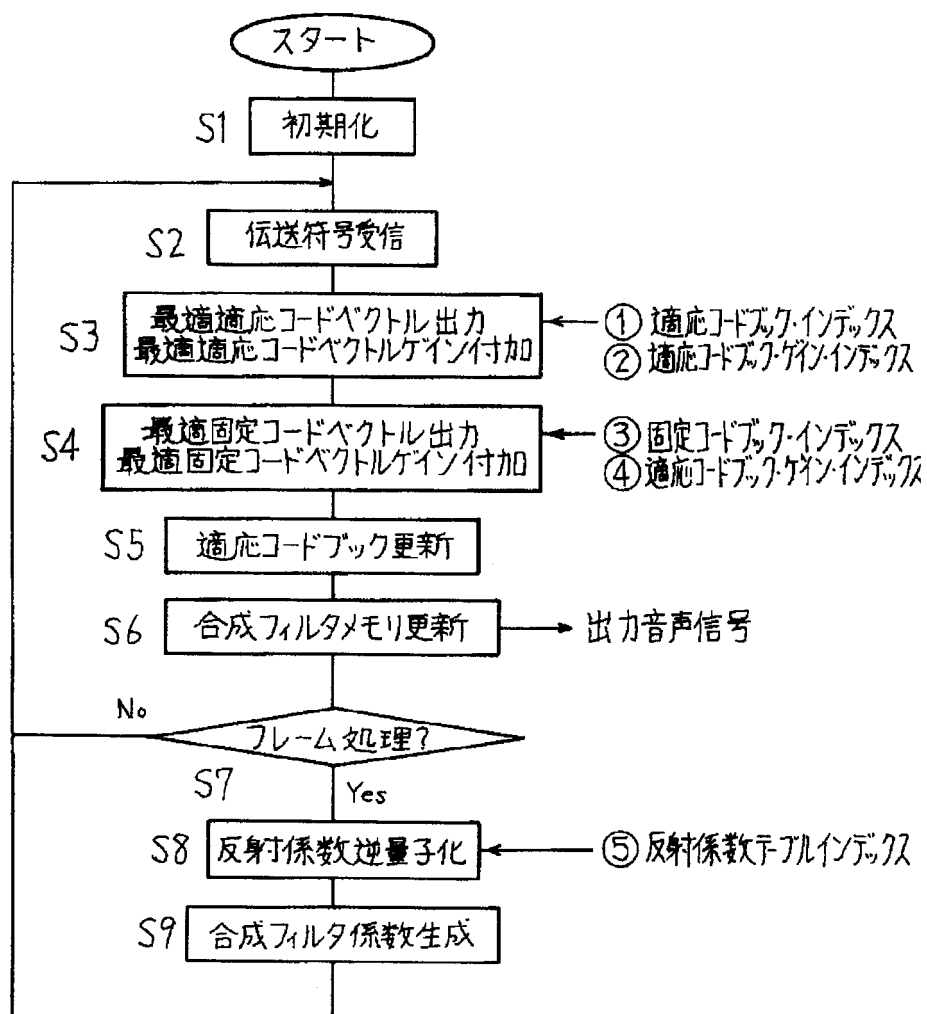 スタート
S1 初期化
S2 伝送符号受信
S3 最適適応コードベクトル出力
最適適応コードベクトルゲイン付加
① 適応コードブック・インデックス
② 適応コードブック・ゲイン・インデックス
S4 最適固定コードベクトル出力
最適固定コードベクトルゲイン付加
③ 固定コードブック・インデックス
④ 適応コードブック・ゲイン・インデックス
S5 適応コードブック更新
S6 合成フィルタメモリ更新
出力音声信号
No
フレーム処理?
S7
Yes
S8 反射係数逆量子化
⑤ 反射係数テーブルインデックス
S9 合成フィルタ係数生成